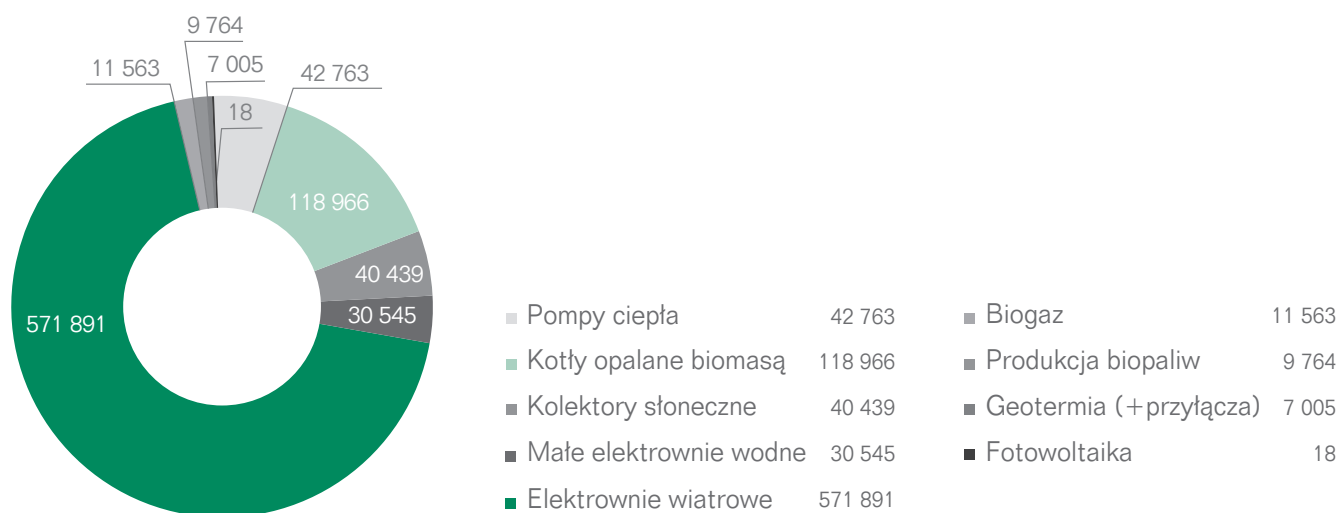 9 764
11 563
7 005
42 763
18
118 966
40 439
30 545
571 891
Pompy ciepła 42 763
Kotły opalane biomasą 118 966
Kolektory słoneczne 40 439
Małe elektrownie wodne 30 545
Elektrownie wiatrowe 571 891
Biogaz 11 563
Produkcja biopaliw 9 764
Geotermia (+przyłącza) 7 005
Fotowoltaika 18